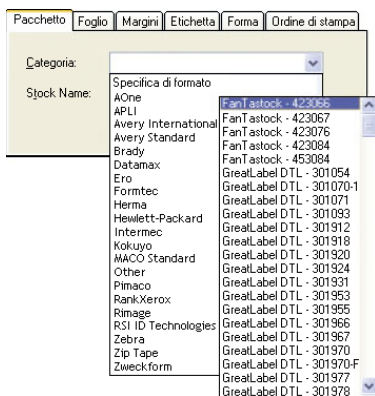 Pacchetto Foglio Margini Etichetta Forma Ordine di stampa
Categoria:
Stock Name:
Specifica di formato
AOne
APLI
Avery International
Avery Standard
Brady
Datamax
Ero
Formtec
Herma
Hewlett-Packard
Intermec
Kokuyo
MACO Standard
Other
Pimaco
RankXerox
Rimage
RSI ID Technologies
Zebra
Zip Tape
Zweckform
FanTastock - 423066
FanTastock - 423067
FanTastock - 423076
FanTastock - 423084
FanTastock - 453084
GreatLabel DTL - 301054
GreatLabel DTL - 301070-1
GreatLabel DTL - 301071
GreatLabel DTL - 301093
GreatLabel DTL - 301912
GreatLabel DTL - 301918
GreatLabel DTL - 301920
GreatLabel DTL - 301924
GreatLabel DTL - 301931
GreatLabel DTL - 301953
GreatLabel DTL - 301955
GreatLabel DTL - 301966
GreatLabel DTL - 301967
GreatLabel DTL - 301970
GreatLabel DTL - 301970-F
GreatLabel DTL - 301977
GreatLabel DTL - 301978